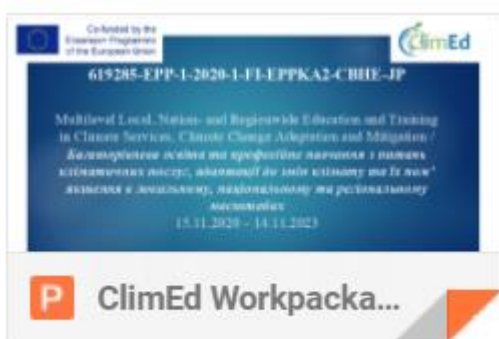 Co-funded by the
Erasmus+ Programme
of the European Union
ClimEd
619285-EPP-1-2020-1-FI-EPPKA2-CBHE-JP
Multilevel Local, Nation- and Regionwide Education and Training
in Climate Services, Climate Change Adaptation and Mitigation /
Багаторівнева освіта та професійне навчання з питань
кліматичних послуг, адаптації до змін клімату та їх пом'
якшення в локальному, національному та регіональному
масштабах
15.11.2020 – 14.11.2023
P
ClimEd Workpacka...